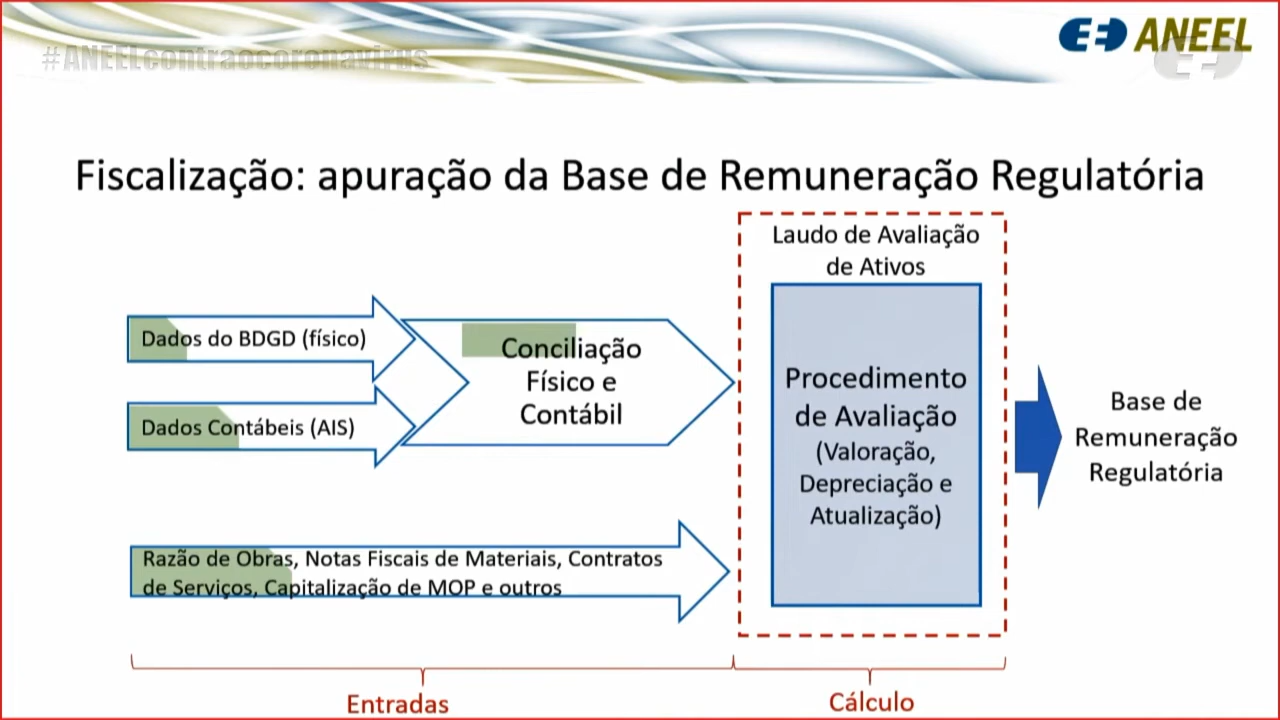 #ANEELcontraocoronavirus
ANEEL
Fiscalização: apuração da Base de Remuneração Regulatória
Laudo de Avaliação
de Ativos
Dados do BDGD (físico)
Dados Contábeis (AIS)
Conciliação
Físico e
Contábil
Procedimento
de Avaliação
(Valoração,
Depreciação e
Atualização)
Base de
Remuneração
Regulatória
Razão de Obras, Notas Fiscais de Materiais, Contratos
de Serviços, Capitalização de MOP e outros
Entradas
Cálculo